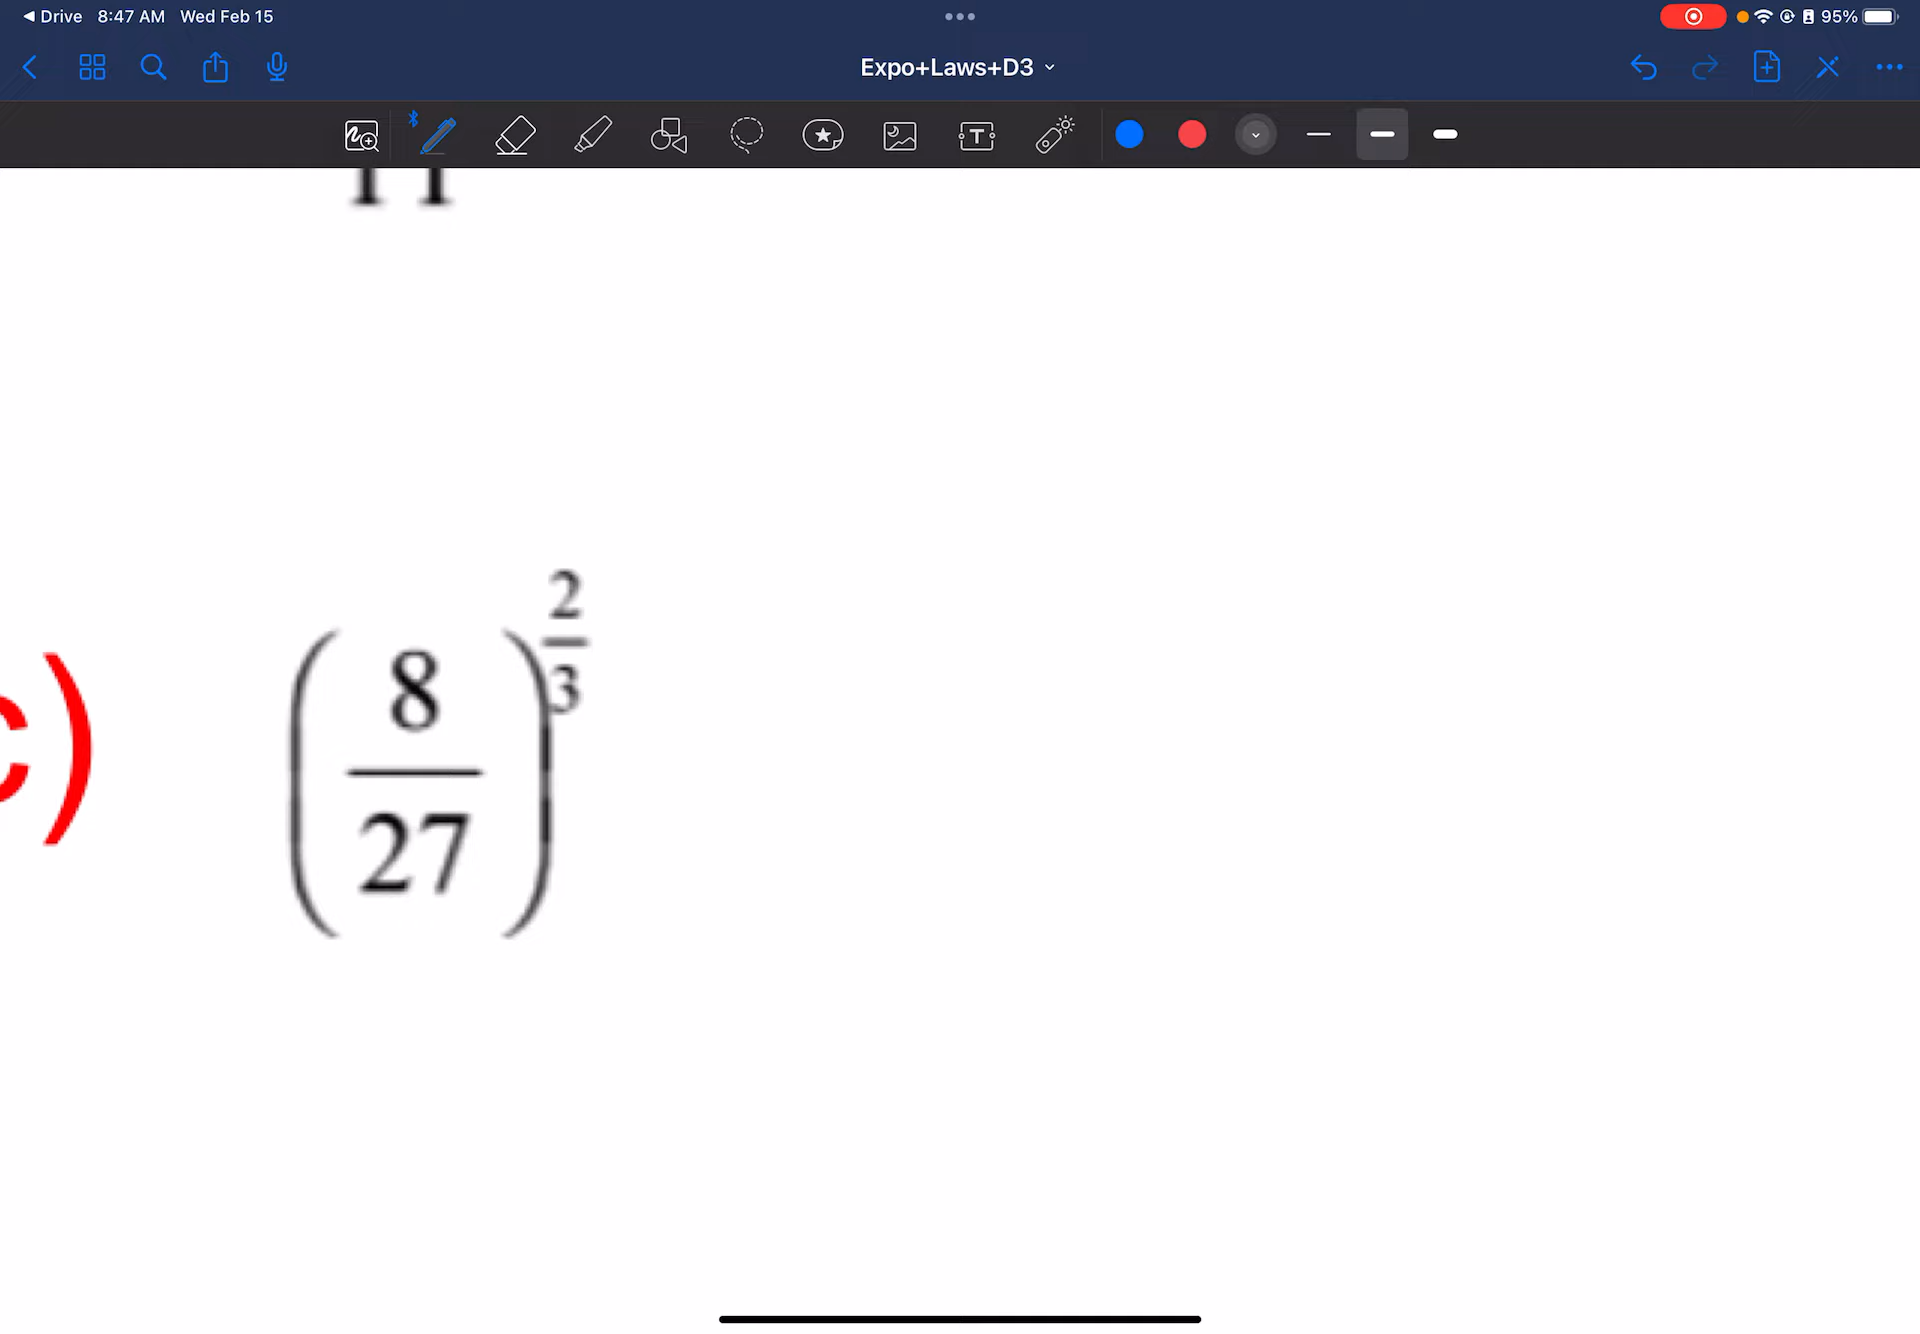 ◀ Drive 8:47 AM Wed Feb 15 95%
Expo+Laws+D3
c) (8/27)^(2/3)